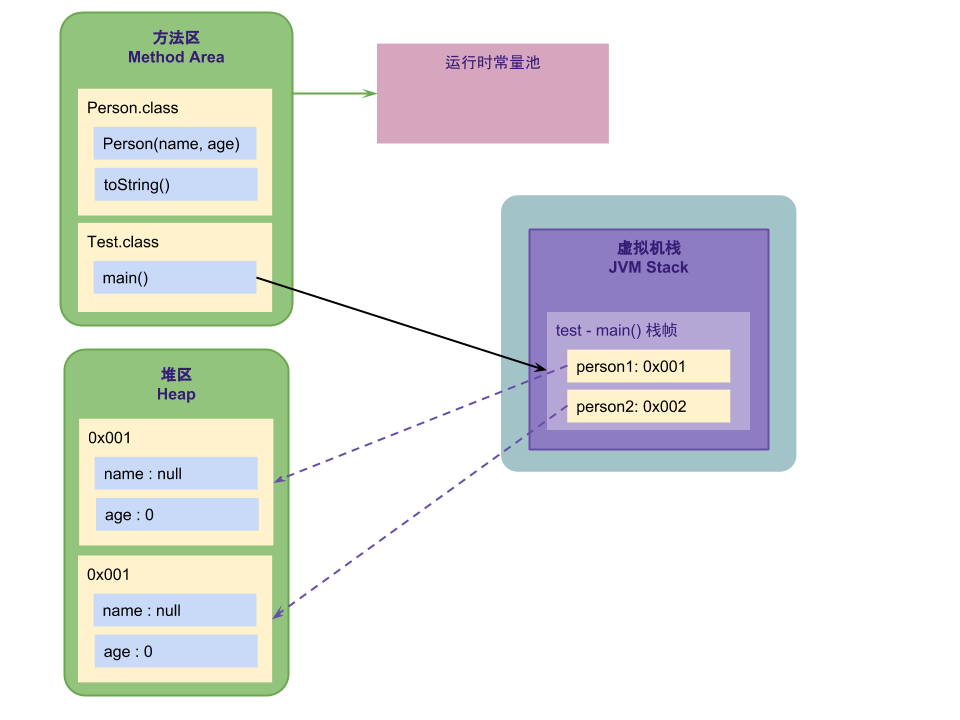 方法区
Method Area
Person.class
Person(name, age)
toString()
Test.class
main()
运行时常量池
虚拟机栈
JVM Stack
test - main() 栈帧
person1: 0x001
person2: 0x002
堆区
Heap
0x001
name : null
age : 0
0x001
name : null
age : 0